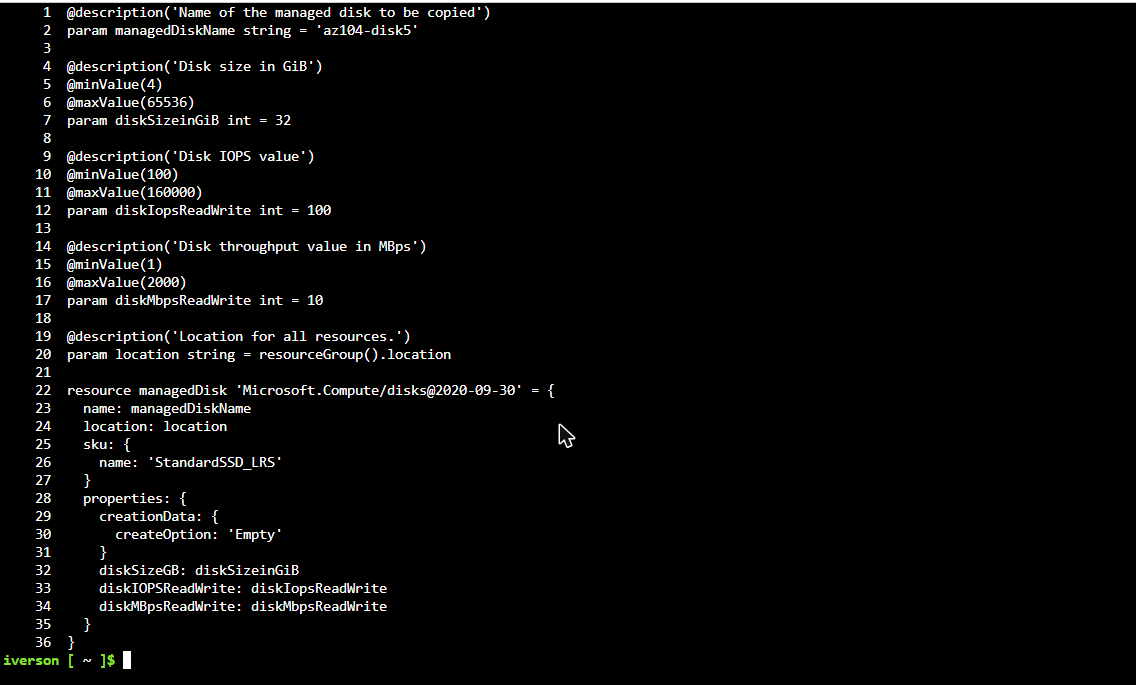 1 @description('Name of the managed disk to be copied')
2 param managedDiskName string = 'az104-disk5'
3
4 @description('Disk size in GiB')
5 @minValue(4)
6 @maxValue(65536)
7 param diskSizeinGiB int = 32
8
9 @description('Disk IOPS value')
10 @minValue(100)
11 @maxValue(160000)
12 param diskIopsReadWrite int = 100
13
14 @description('Disk throughput value in MBps')
15 @minValue(1)
16 @maxValue(2000)
17 param diskMbpsReadWrite int = 10
18
19 @description('Location for all resources.')
20 param location string = resourceGroup().location
21
22 resource managedDisk 'Microsoft.Compute/disks@2020-09-30' = {
23   name: managedDiskName
24   location: location
25   sku: {
26     name: 'StandardSSD_LRS'
27   }
28   properties: {
29     creationData: {
30       createOption: 'Empty'
31     }
32     diskSizeGB: diskSizeinGiB
33     diskIOPSReadWrite: diskIopsReadWrite
34     diskMBpsReadWrite: diskMbpsReadWrite
35   }
36 }
iverson [ ~ ]$